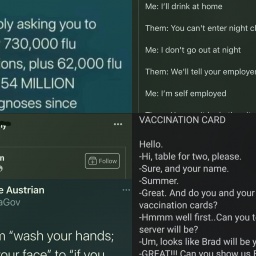 ply asking you to
730,000 flu
ions, plus 62,000 flu
54 MILLION
gnoses since
Me: I'll drink at home
Them: You can't enter night cl
Me: I don't go out at night
Them: We'll tell your employer
Me: I'm self employed
Follow
e Austrian
aGov
m "wash your hands;
our face" to "if you
VACCINATION CARD
Hello.
-Hi, table for two, please.
-Sure, and your name.
-Summer.
-Great. And do you and your
vaccination cards?
-Hmmm well first..Can you t
server will be?
-Um, looks like Brad will be y
-GREAT!!! Can you show us B